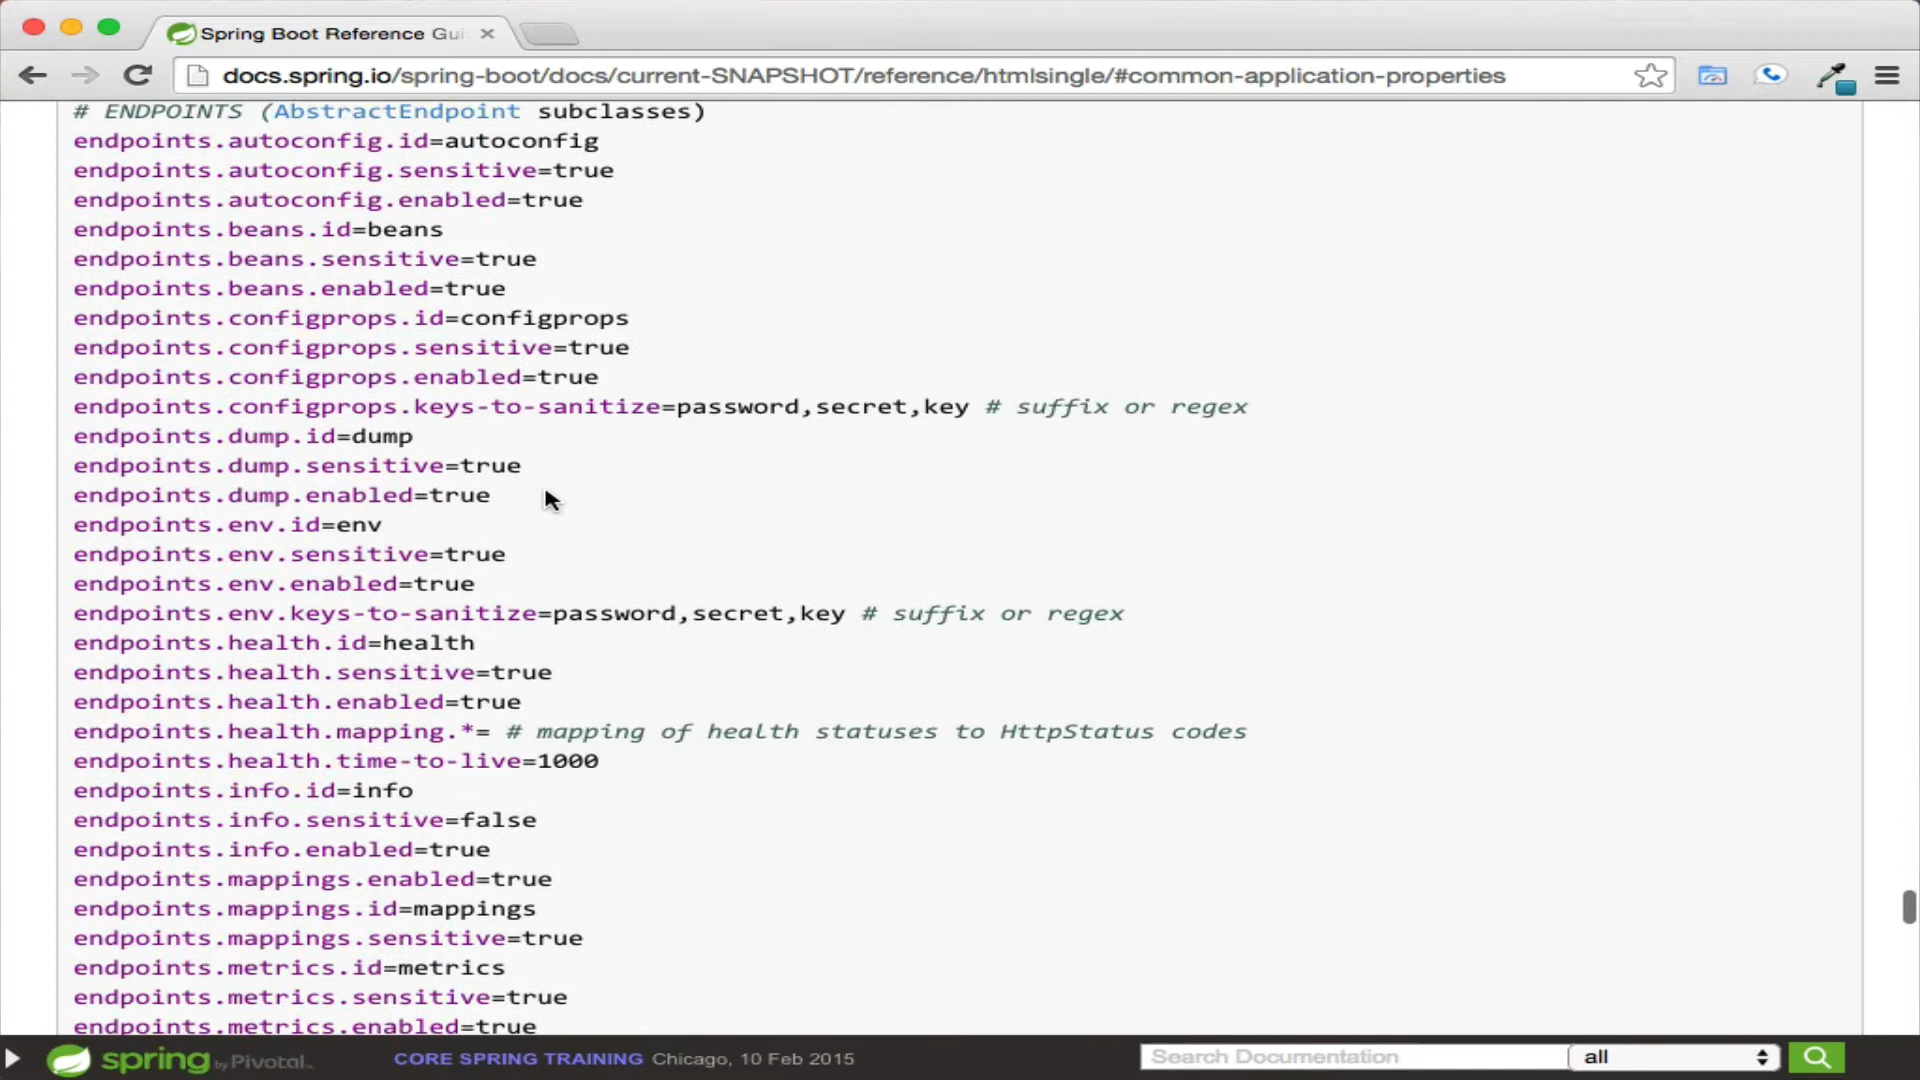 Spring Boot Reference Gui
docs.spring.io/spring-boot/docs/current-SNAPSHOT/reference/htmlsingle/#common-application-properties
# ENDPOINTS (AbstractEndpoint subclasses)
endpoints.autoconfig.id=autoconfig
endpoints.autoconfig.sensitive=true
endpoints.autoconfig.enabled=true
endpoints.beans.id=beans
endpoints.beans.sensitive=true
endpoints.beans.enabled=true
endpoints.configprops.id=configprops
endpoints.configprops.sensitive=true
endpoints.configprops.enabled=true
endpoints.configprops.keys-to-sanitize=password,secret,key # suffix or regex
endpoints.dump.id=dump
endpoints.dump.sensitive=true
endpoints.dump.enabled=true
endpoints.env.id=env
endpoints.env.sensitive=true
endpoints.env.enabled=true
endpoints.env.keys-to-sanitize=password,secret,key # suffix or regex
endpoints.health.id=health
endpoints.health.sensitive=true
endpoints.health.enabled=true
endpoints.health.mapping.*= # mapping of health statuses to HttpStatus codes
endpoints.health.time-to-live=1000
endpoints.info.id=info
endpoints.info.sensitive=false
endpoints.info.enabled=true
endpoints.mappings.enabled=true
endpoints.mappings.id=mappings
endpoints.mappings.sensitive=true
endpoints.metrics.id=metrics
endpoints.metrics.sensitive=true
endpoints.metrics.enabled=true
spring by Pivotal CORE SPRING TRAINING Chicago, 10 Feb 2015 Search Documentation all